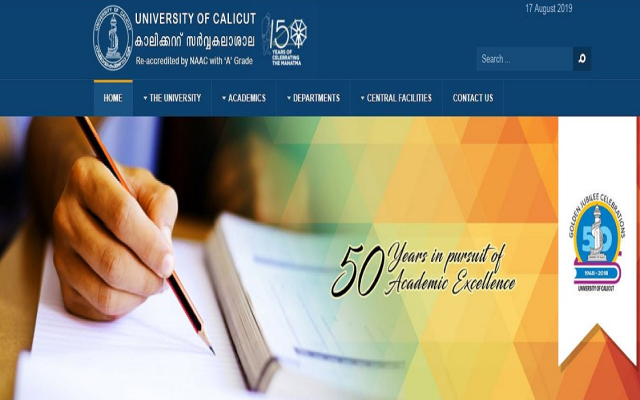 17 August 2019
UNIVERSITY OF CALICUT
കാലിക്കററ് സർവ്വകലാശാല
Re-accredited by NAAC with 'A' Grade
150
YEARS OF
CELEBRATING
THE MAHATMA
Search ...
HOME THE UNIVERSITY ACADEMICS DEPARTMENTS CENTRAL FACILITIES CONTACT US
50 Years in pursuit of
Academic Excellence
GOLDEN JUBILEE CELEBRATIONS
50
1968 - 2018
UNIVERSITY OF CALICUT